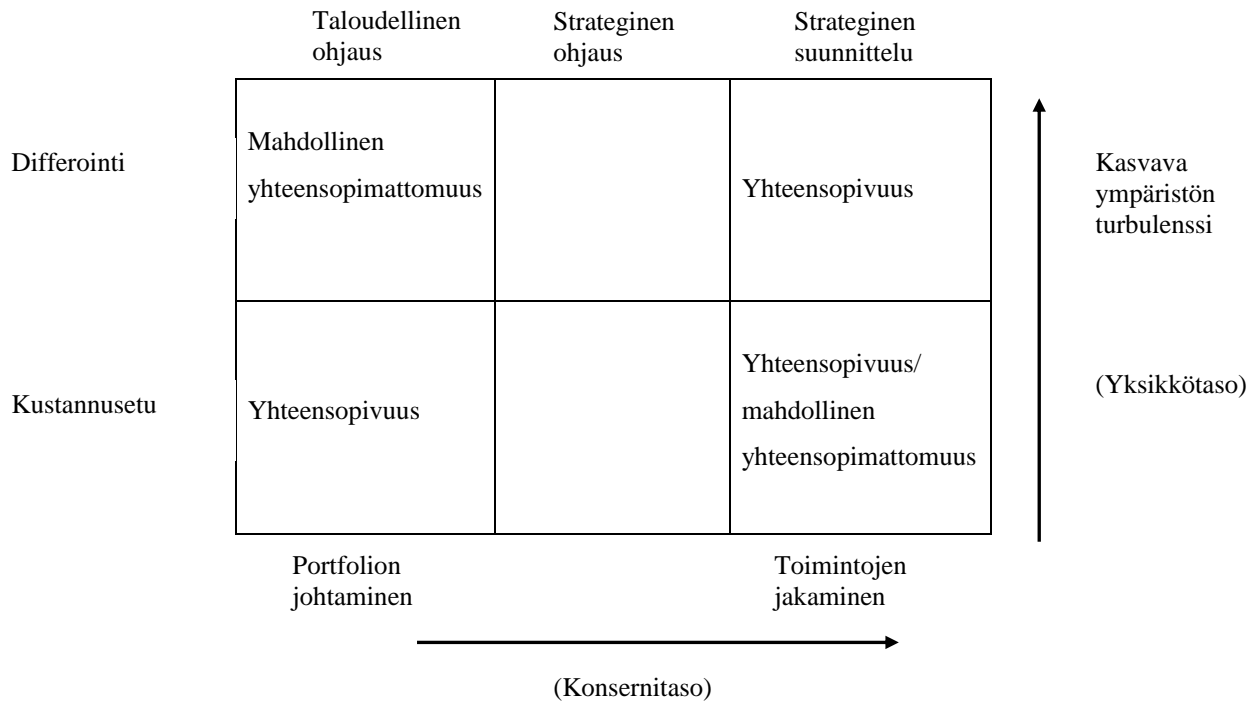 Taloudellinen
ohjaus
Strateginen
ohjaus
Strateginen
suunnittelu
Differointi
Mahdollinen
yhteensopimattomuus
Yhteensopivuus
Kasvava
ympäristön
turbulenssi
Kustannusetu
Yhteensopivuus
Yhteensopivuus/
mahdollinen
yhteensopimattomuus
(Yksikkötaso)
Portfolion
johtaminen
Toimintojen
jakaminen
(Konsernitaso)